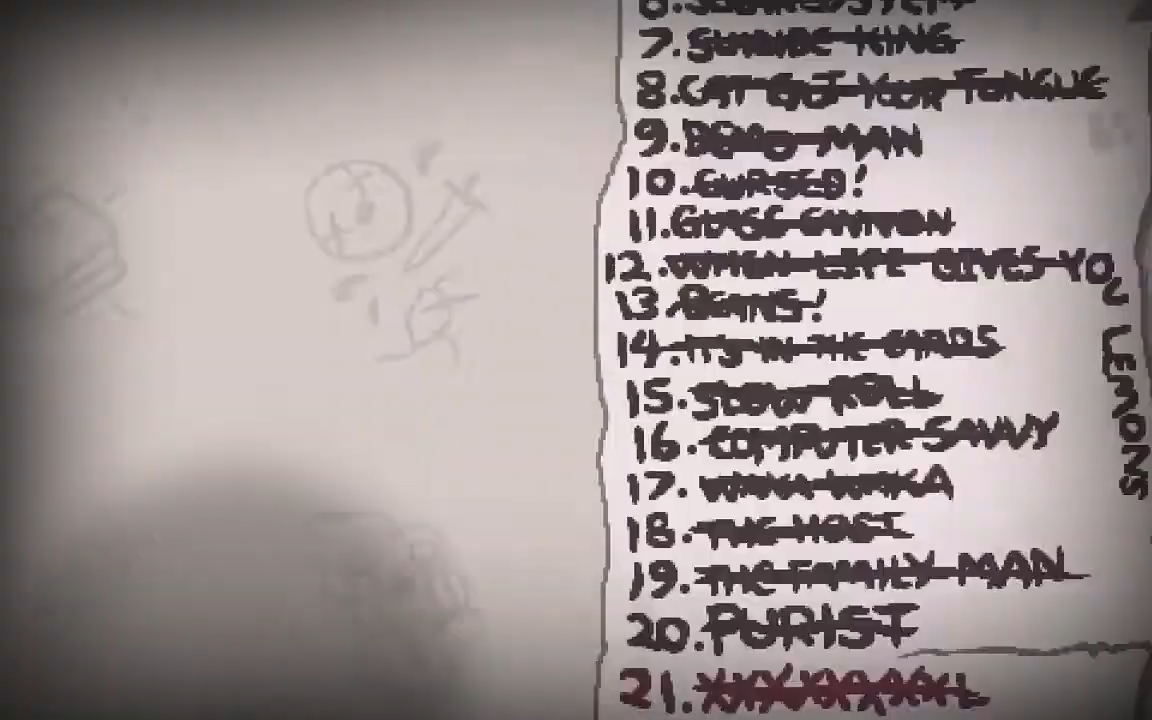 7. SUICIDE KING
8. CAT GOT YOUR TONGUE
9. DEMO MAN
10. CURSED!
11. GLASS CANNON
12. WHEN LIFE GIVES YOU LEMONS
13. BEANS!
14. IT'S IN THE CARDS
15. SLOW ROLL
16. COMPUTER SAVVY
17. WAKA WAKA
18. THE HOST
19. THE FAMILY MAN
20. PURIST
21.